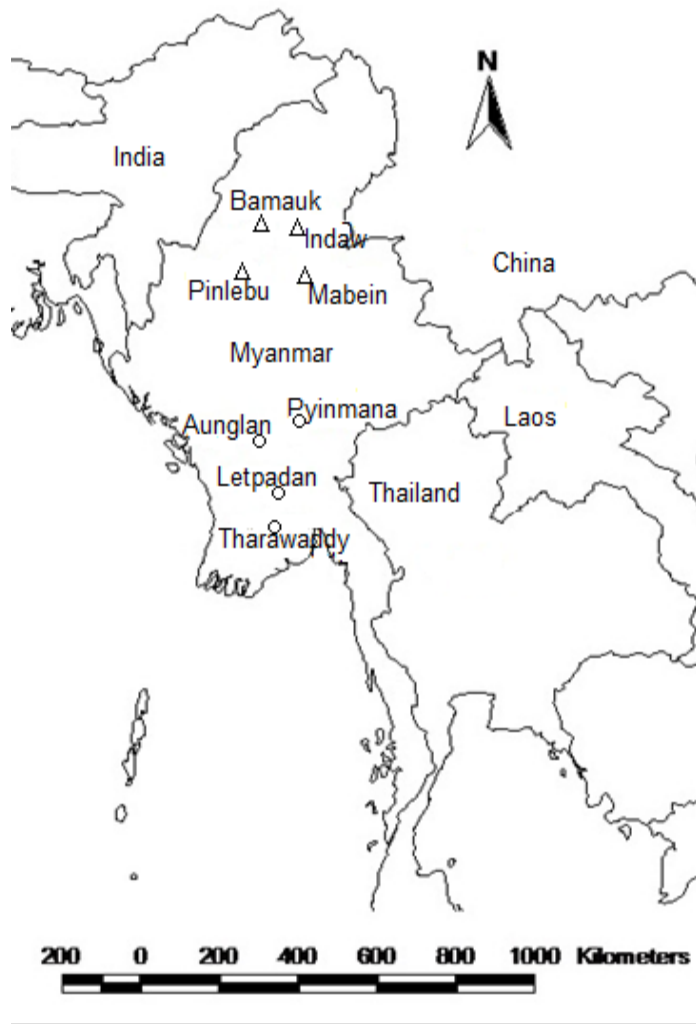 N
India
Bamauk
Indaw
China
Pinlebu
Mabein
Myanmar
Pyinmana
Aunglan
Laos
Letpadan
Thailand
Tharawaddy
200 0 200 400 600 800 1000 Kilometers